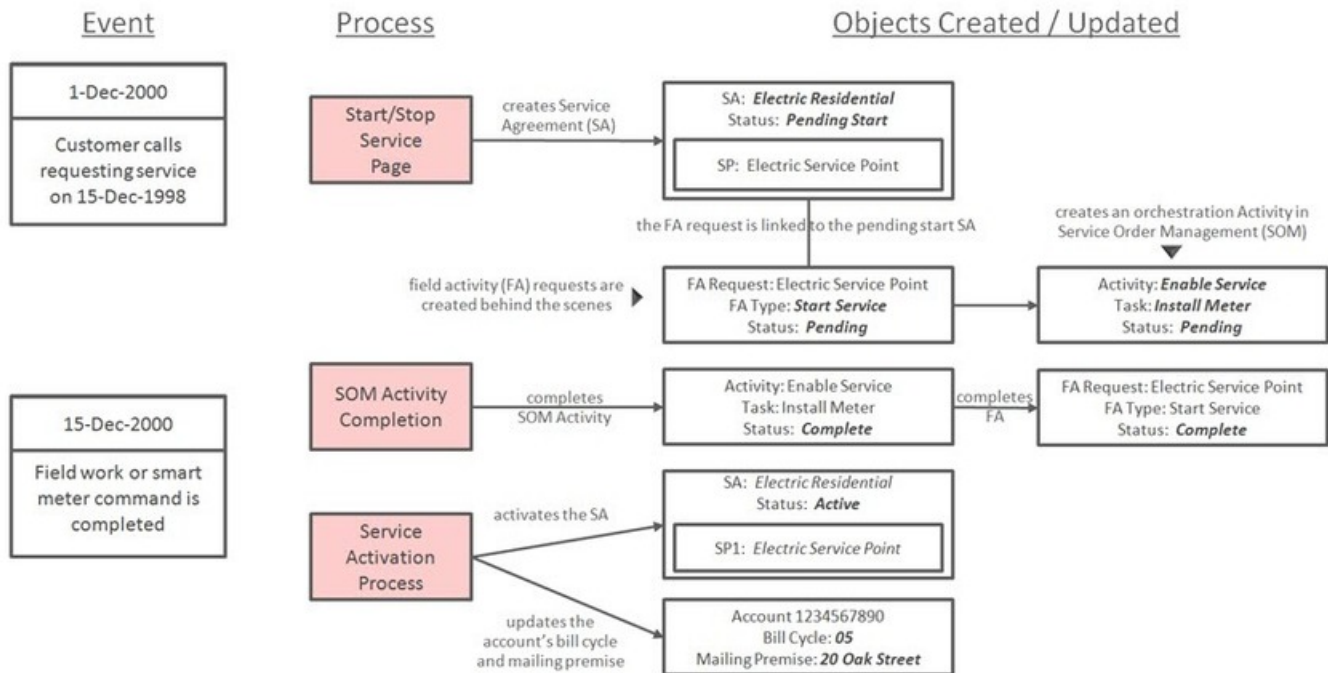 Event
Process
Objects Created / Updated
1-Dec-2000
Customer calls
requesting service
on 15-Dec-1998
Start/Stop
Service
Page
creates Service
Agreement (SA)
SA: Electric Residential
Status: Pending Start
SP: Electric Service Point
the FA request is linked to the pending start SA
creates an orchestration Activity in
Service Order Management (SOM)
field activity (FA) requests are
created behind the scenes
FA Request: Electric Service Point
FA Type: Start Service
Status: Pending
Activity: Enable Service
Task: Install Meter
Status: Pending
15-Dec-2000
Field work or smart
meter command is
completed
SOM Activity
Completion
completes
SOM Activity
Activity: Enable Service
Task: Install Meter
Status: Complete
completes
FA
FA Request: Electric Service Point
FA Type: Start Service
Status: Complete
Service
Activation
Process
activates the SA
SA: Electric Residential
Status: Active
SP1: Electric Service Point
updates the
account's bill cycle
and mailing premise
Account 1234567890
Bill Cycle: 05
Mailing Premise: 20 Oak Street